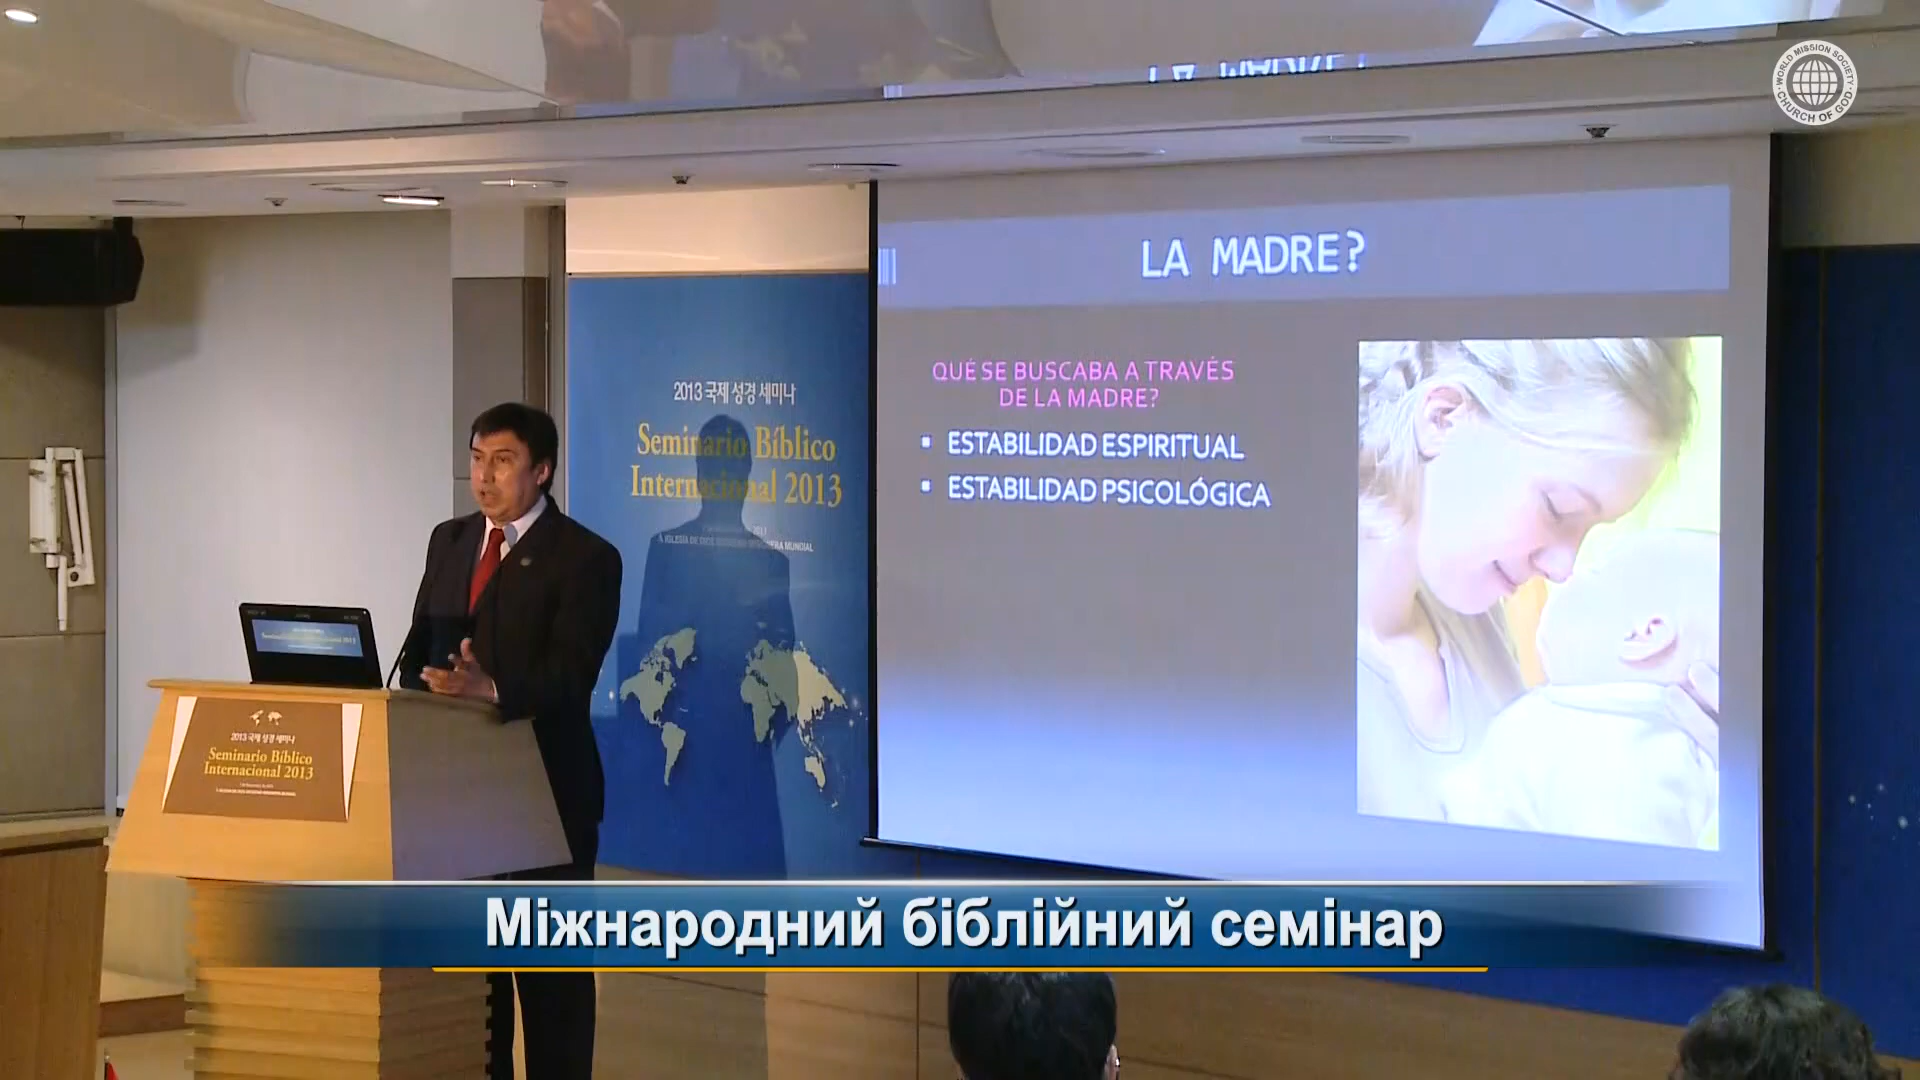 WORLD MISSION SOCIETY
CHURCH OF GOD
LA MADRE?
LA MADRE?
QUÉ SE BUSCABA A TRAVÉS
DE LA MADRE?
▪ ESTABILIDAD ESPIRITUAL
▪ ESTABILIDAD PSICOLÓGICA
2013 국제 성경 세미나
Seminario Bíblico
Internacional 2013
2013 국제 성경 세미나
Seminario Bíblico
Internacional 2013
Міжнародний біблійний семінар